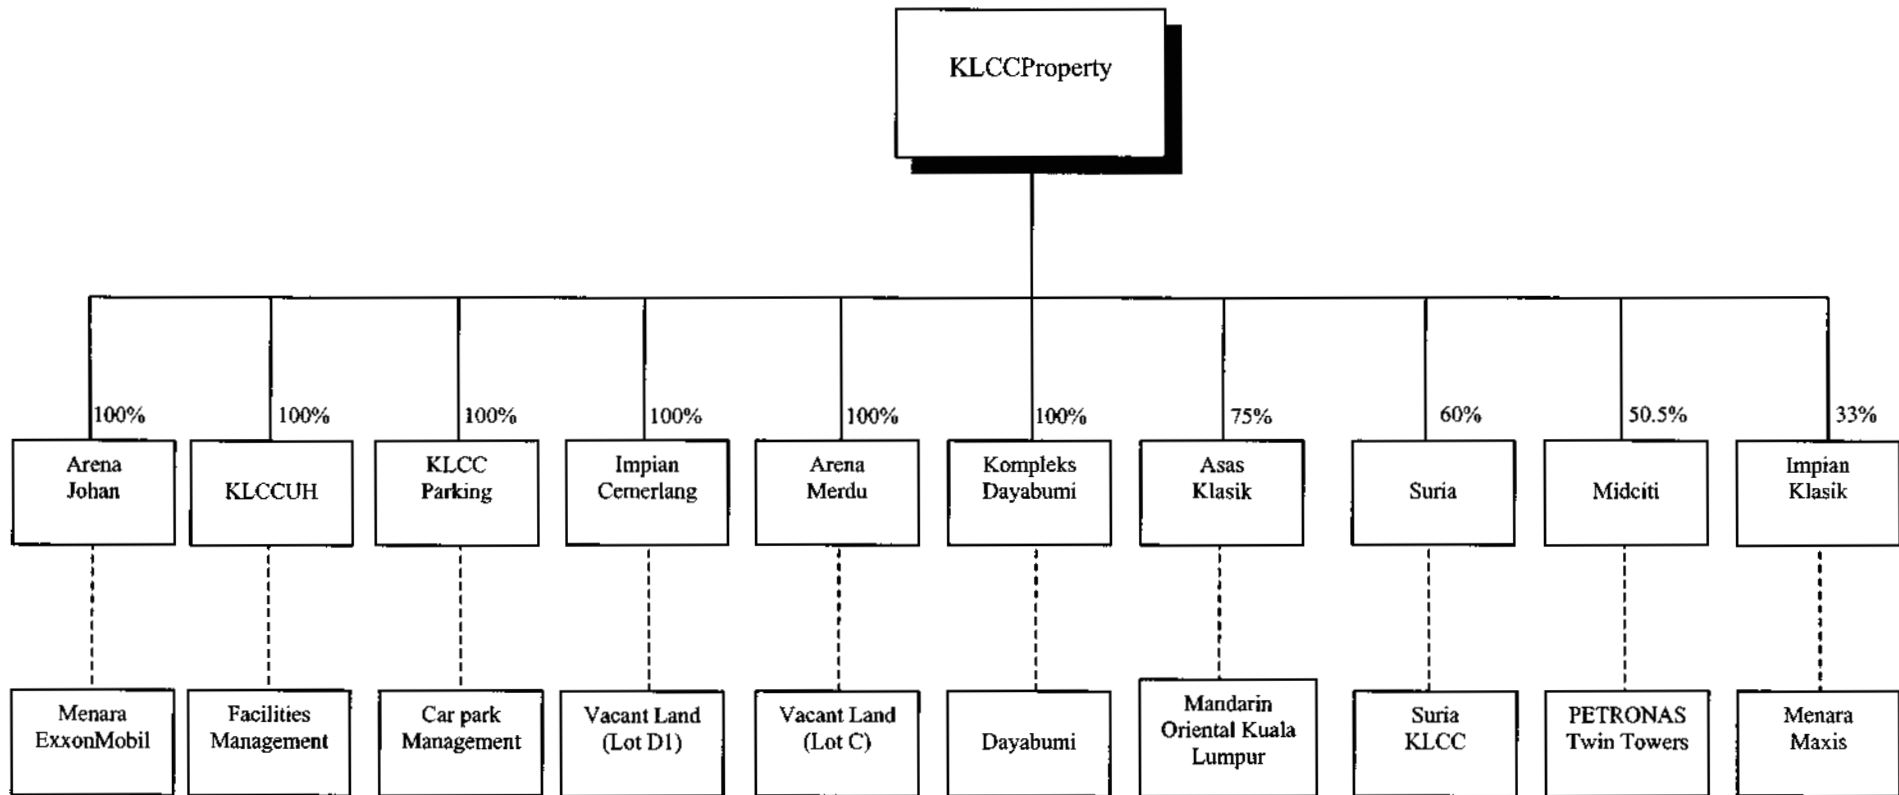 KLCCProperty
100%
100%
100%
100%
100%
100%
75%
60%
50.5%
33%
Arena
Johan
KLCCUH
KLCC
Parking
Impian
Cemerlang
Arena
Merdu
Kompleks
Dayabumi
Asas
Klasik
Suria
Midciti
Impian
Klasik
Menara
ExxonMobil
Facilities
Management
Car park
Management
Vacant Land
(Lot D1)
Vacant Land
(Lot C)
Dayabumi
Mandarin
Oriental Kuala
Lumpur
Suria
KLCC
PETRONAS
Twin Towers
Menara
Maxis